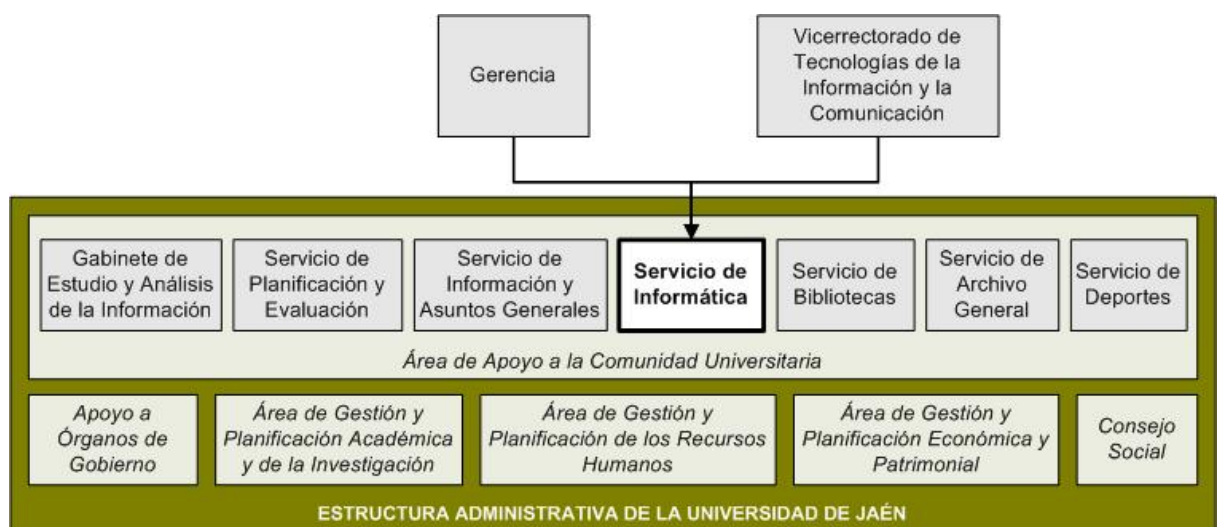 Gerencia
Vicerrectorado de
Tecnologías de la
Información y la
Comunicación
Gabinete de
Estudio y Análisis
de la Información
Servicio de
Planificación y
Evaluación
Servicio de
Información y
Asuntos Generales
Servicio de
Informática
Servicio de
Bibliotecas
Servicio de
Archivo
General
Servicio de
Deportes
Área de Apoyo a la Comunidad Universitaria
Apoyo a
Órganos de
Gobierno
Área de Gestión y
Planificación Académica
y de la Investigación
Área de Gestión y
Planificación de los Recursos
Humanos
Área de Gestión y
Planificación Económica y
Patrimonial
Consejo
Social
ESTRUCTURA ADMINISTRATIVA DE LA UNIVERSIDAD DE JAÉN